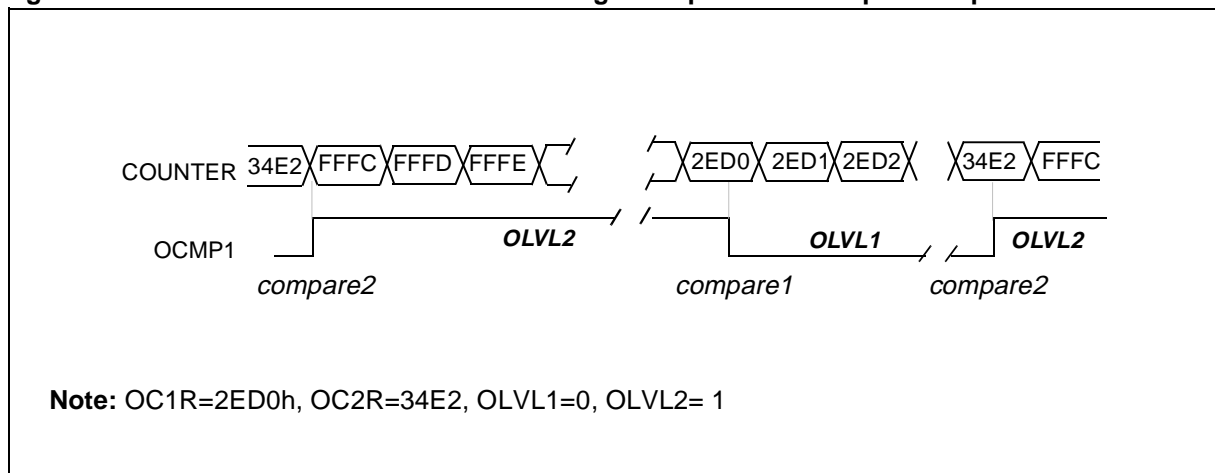 COUNTER 34E2 FFFC FFFD FFFE 2ED0 2ED1 2ED2 34E2 FFFC
OCMP1 OLVL2 OLVL1 OLVL2
compare2 compare1 compare2
Note: OC1R=2ED0h, OC2R=34E2, OLVL1=0, OLVL2= 1